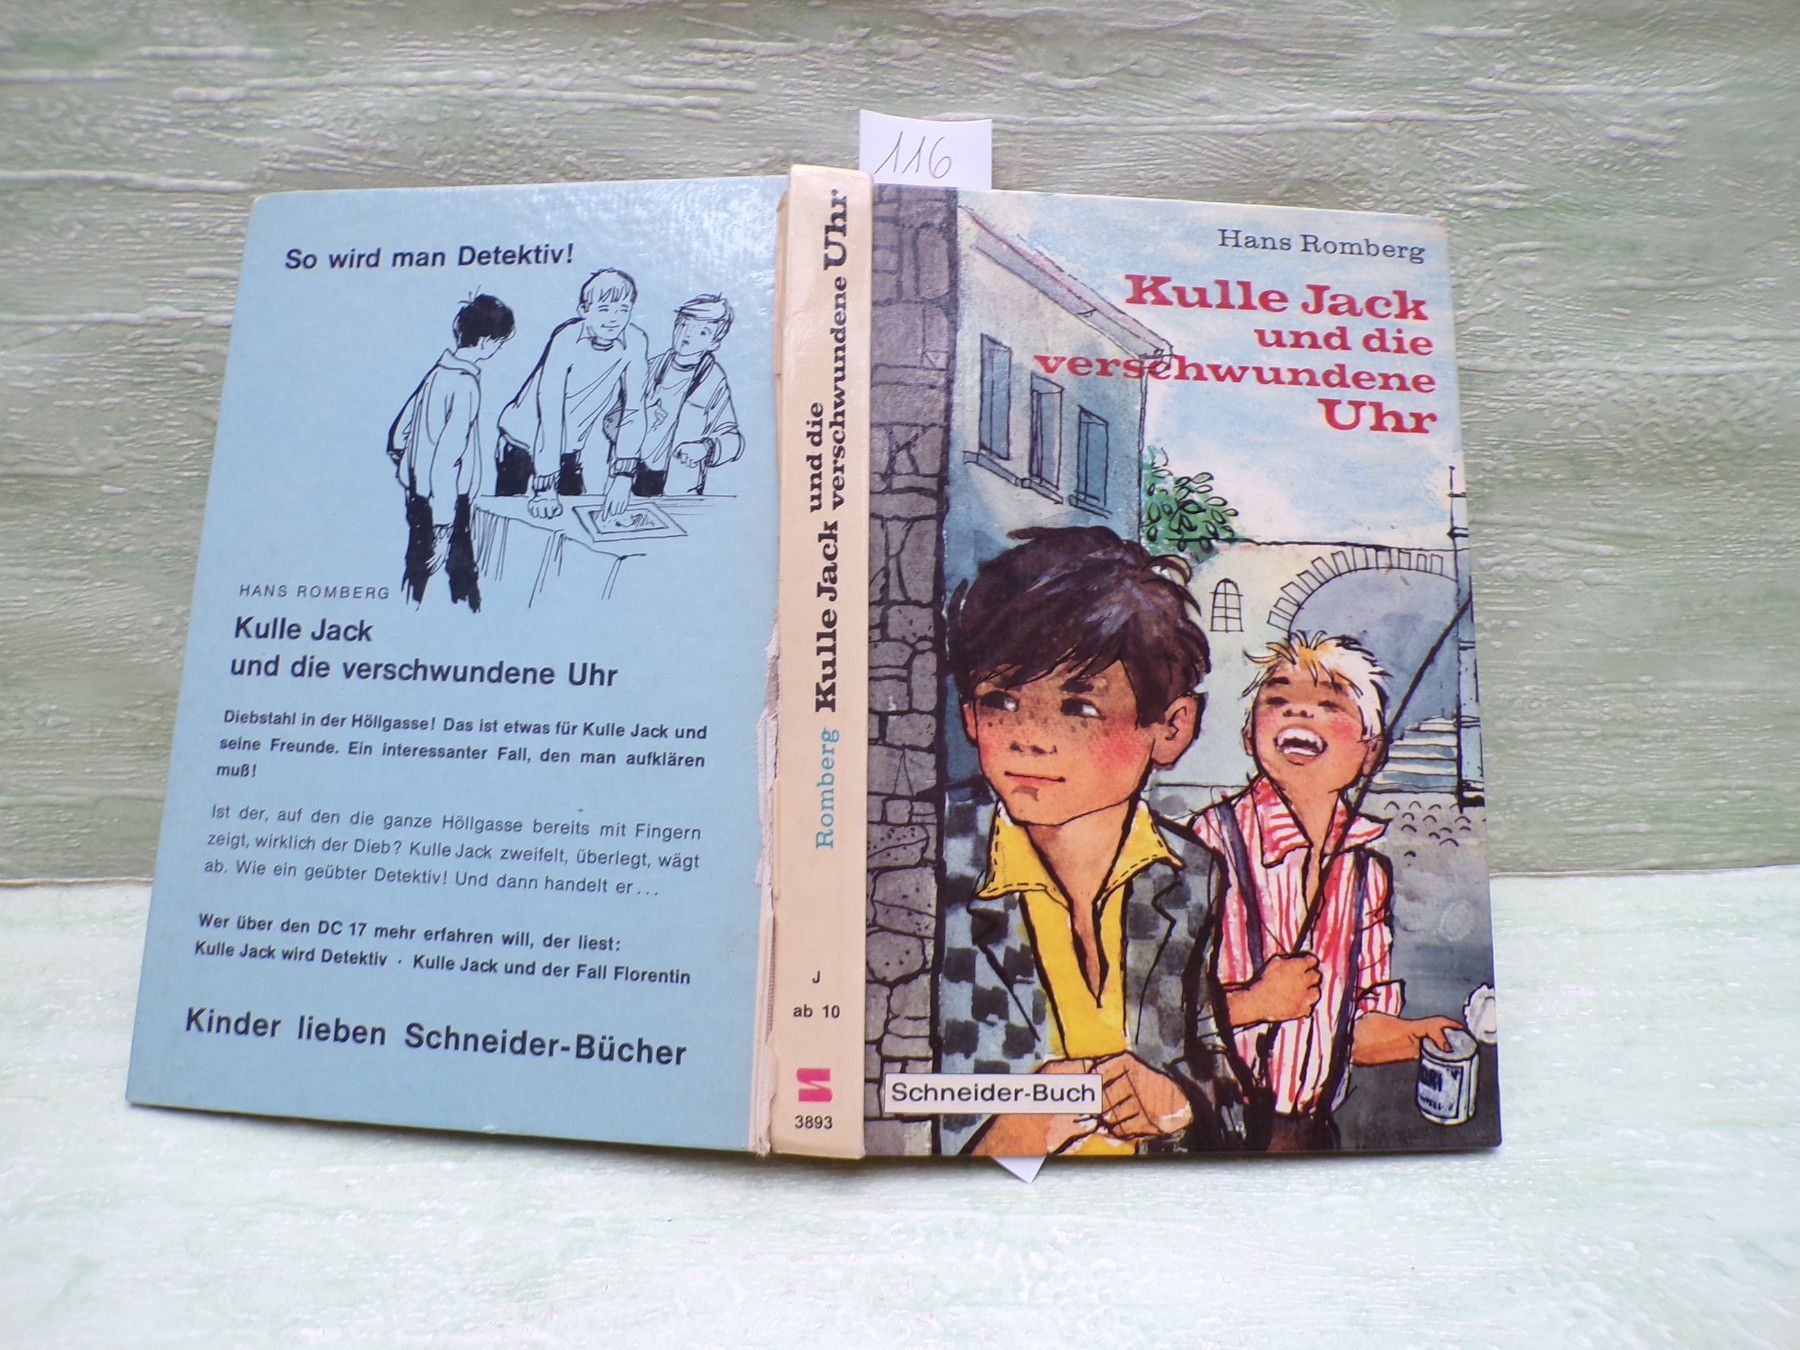 116
So wird man Detektiv!
HANS ROMBERG
Kulle Jack
und die verschwundene Uhr
Diebstahl in der Höllgasse! Das ist etwas für Kulle Jack und
seine Freunde. Ein interessanter Fall, den man aufklären
muß!
Ist der, auf den die ganze Höllgasse bereits mit Fingern
zeigt, wirklich der Dieb? Kulle Jack zweifelt, überlegt, wägt
ab. Wie ein geübter Detektiv! Und dann handelt er...
Wer über den DC 17 mehr erfahren will, der liest:
Kulle Jack wird Detektiv · Kulle Jack und der Fall Florentin
Kinder lieben Schneider-Bücher
Romberg Kulle Jack und die
verschwundene Uhr
J
ab 10
3893
Hans Romberg
Kulle Jack
und die
verschwundene
Uhr
Schneider-Buch